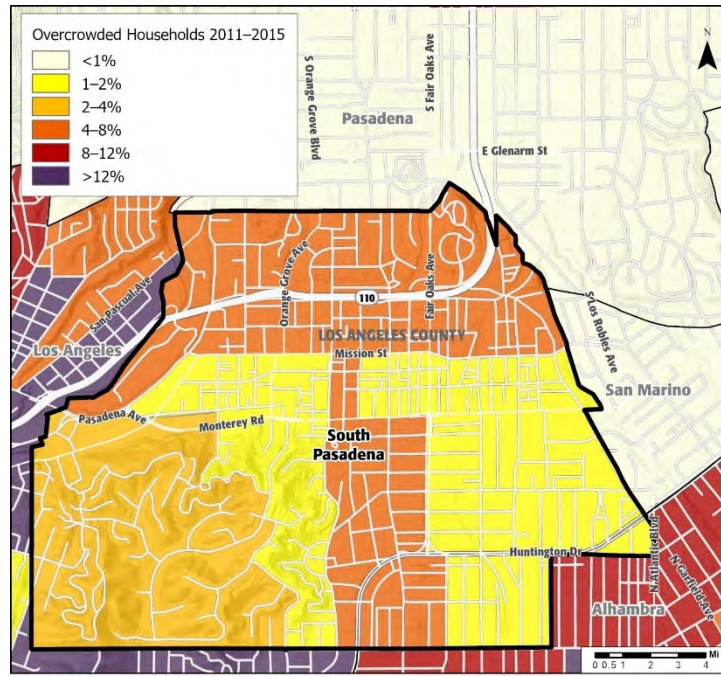 Overcrowded Households 2011–2015
<1%
1–2%
2–4%
4–8%
8–12%
>12%
N
S Orange Grove Blvd
S Fair Oaks Ave
Pasadena
E Glenarm St
San Pascual Ave
Orange Grove Ave
Fair Oaks Ave
110
S Los Robles Ave
Los Angeles
LOS ANGELES COUNTY
Mission St
San Marino
Pasadena Ave
Monterey Rd
South
Pasadena
Huntington Dr
N Atlantic Blvd
N Garfield Ave
Alhambra
0 0.5 1 2 3 4 Mi